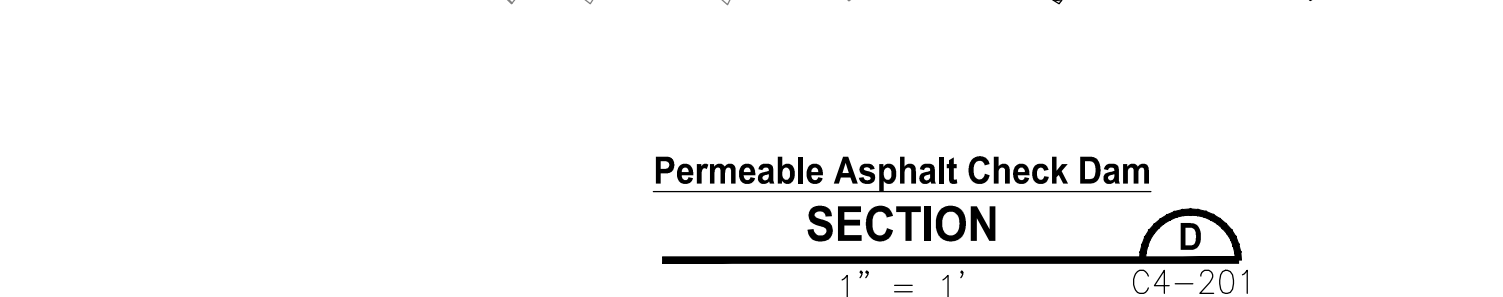 Permeable Asphalt Check Dam
SECTION
D
1" = 1'
C4-201